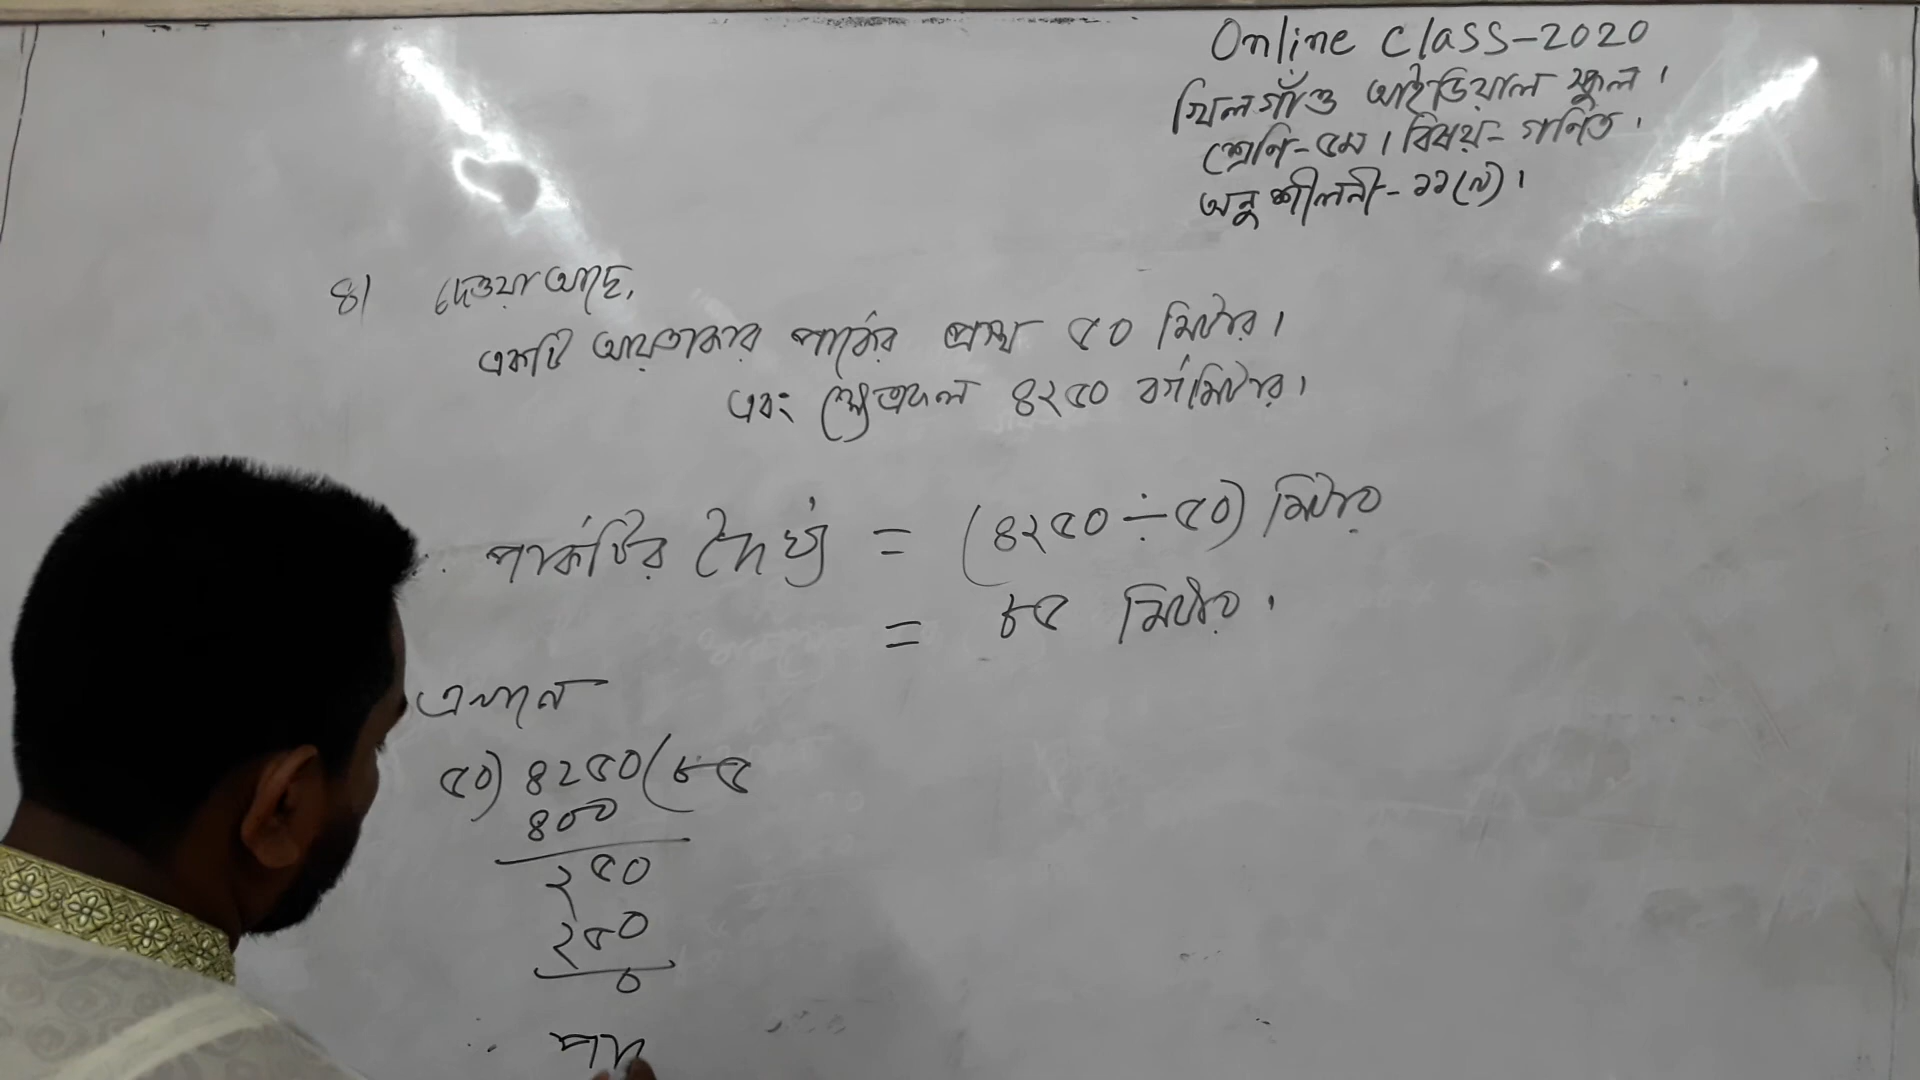 Online Class-2020
খিলগাঁও আইডিয়াল স্কুল।
শ্রেণি-৫ম। বিষয়- গণিত।
অনুশীলনী- ১১(গ)।
৪। দেওয়া আছে,
একটি আয়তাকার পার্কের প্রস্থ ৫০ মিটার।
এবং ক্ষেত্রফল ৪২৫০ বর্গমিটার।
∴ পার্কটির দৈর্ঘ্য = (৪২৫০÷৫০) মিটার
= ৮৫ মিটার।
এখানে
৫০) ৪২৫০ (৮৫
৪০০
২৫০
২৫০
০